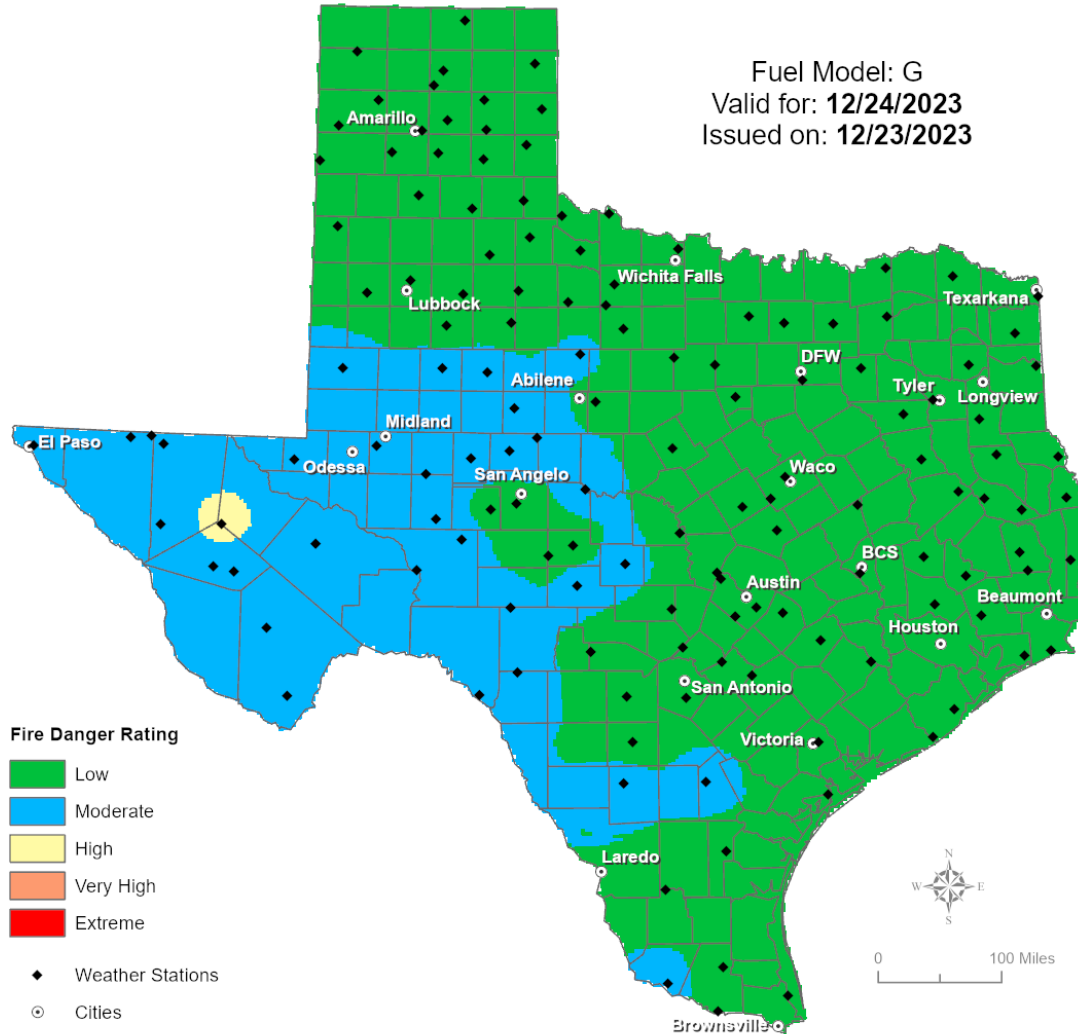 Fuel Model: G
Valid for: 12/24/2023
Issued on: 12/23/2023
Amarillo
Wichita Falls
Lubbock
Texarkana
DFW
Abilene
Tyler
Longview
Midland
El Paso
Odessa
San Angelo
Waco
BCS
Austin
Beaumont
Houston
San Antonio
Victoria
Laredo
Brownsville
Fire Danger Rating
Low
Moderate
High
Very High
Extreme
Weather Stations
Cities
N
W E
S
0 100 Miles